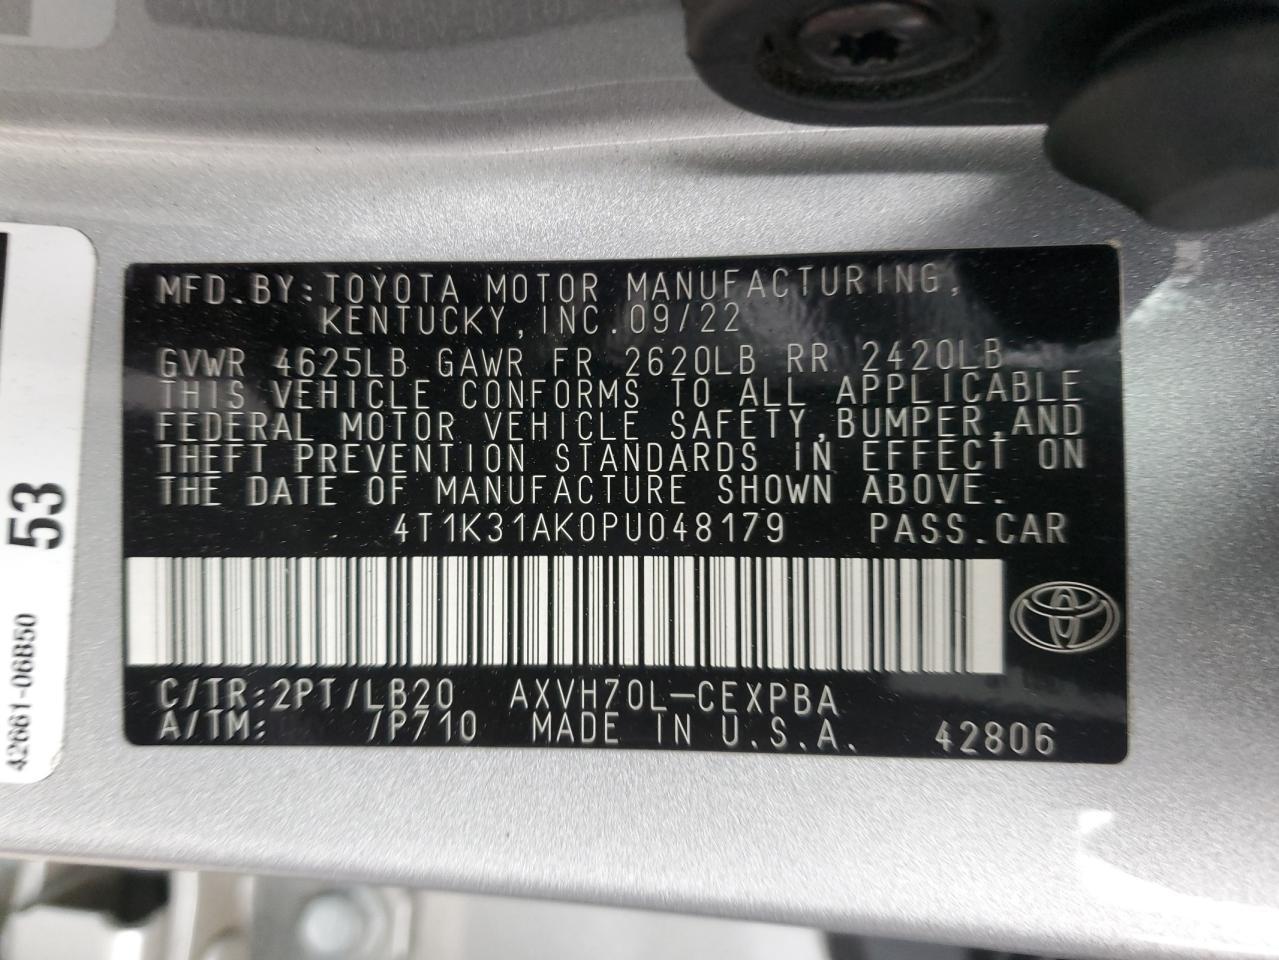 MFD.BY:TOYOTA MOTOR MANUFACTURING,
KENTUCKY,INC.09/22
GVWR 4625LB GAWR FR 2620LB RR 2420LB
THIS VEHICLE CONFORMS TO ALL APPLICABLE
FEDERAL MOTOR VEHICLE SAFETY,BUMPER,AND
THEFT PREVENTION STANDARDS IN EFFECT ON
THE DATE OF MANUFACTURE SHOWN ABOVE.
4T1K31AK0PU048179 PASS.CAR
C/TR:2PT/LB20 AXVH70L-CEXPBA
A/TM: /P710 MADE IN U.S.A. 42806
53
42661-06B50